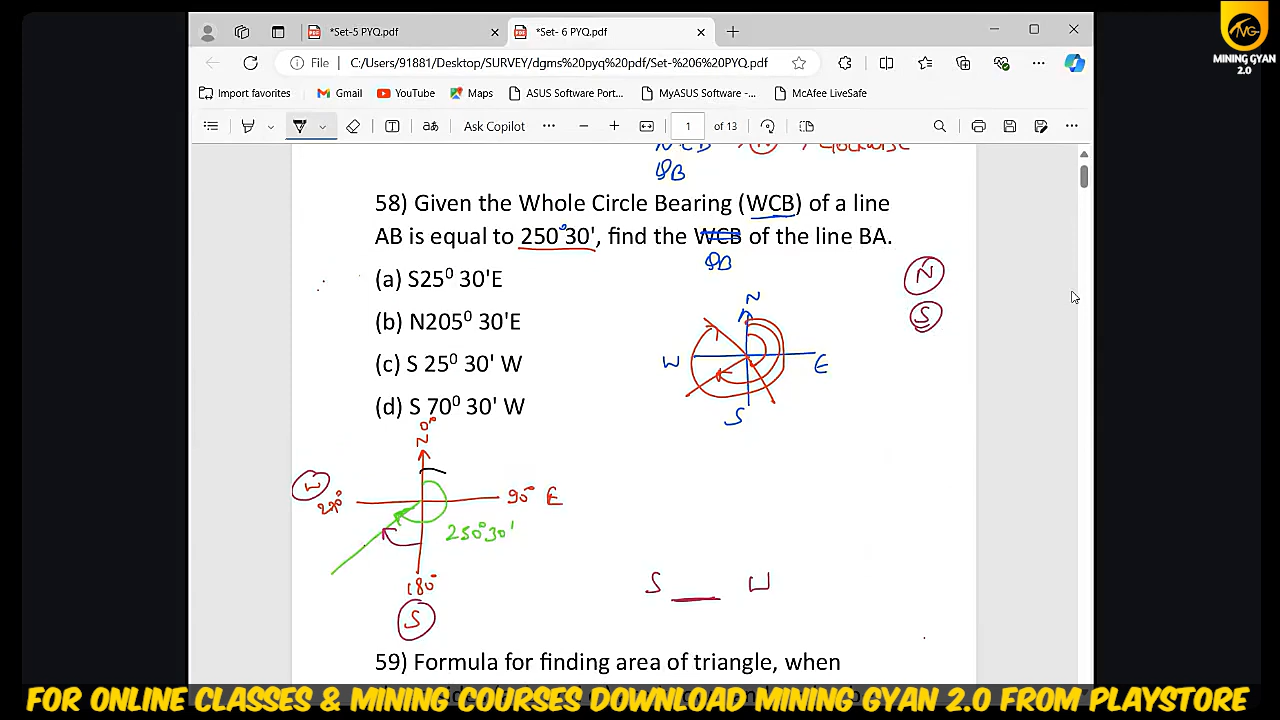 *Set-5 PYQ.pdf
*Set- 6 PYQ.pdf
File
C:/Users/91881/Desktop/SURVEY/dgms%20pyq%20pdf/Set-%206%20PYQ.pdf
Import favorites
Gmail
YouTube
Maps
ASUS Software Port...
MyASUS Software -...
McAfee LiveSafe
Ask Copilot
1 of 13
MINING GYAN
2.0
QB
58) Given the Whole Circle Bearing (WCB) of a line
AB is equal to 250°30', find the WCB of the line BA.
QB
(a) S25⁰ 30'E
(b) N205⁰ 30'E
(c) S 25⁰ 30' W
(d) S 70⁰ 30' W
N
S
N
W
E
S
0°
N
W
270°
90° E
250°30'
180°
S
S W
59) Formula for finding area of triangle, when
FOR ONLINE CLASSES & MINING COURSES DOWNLOAD MINING GYAN 2.0 FROM PLAYSTORE